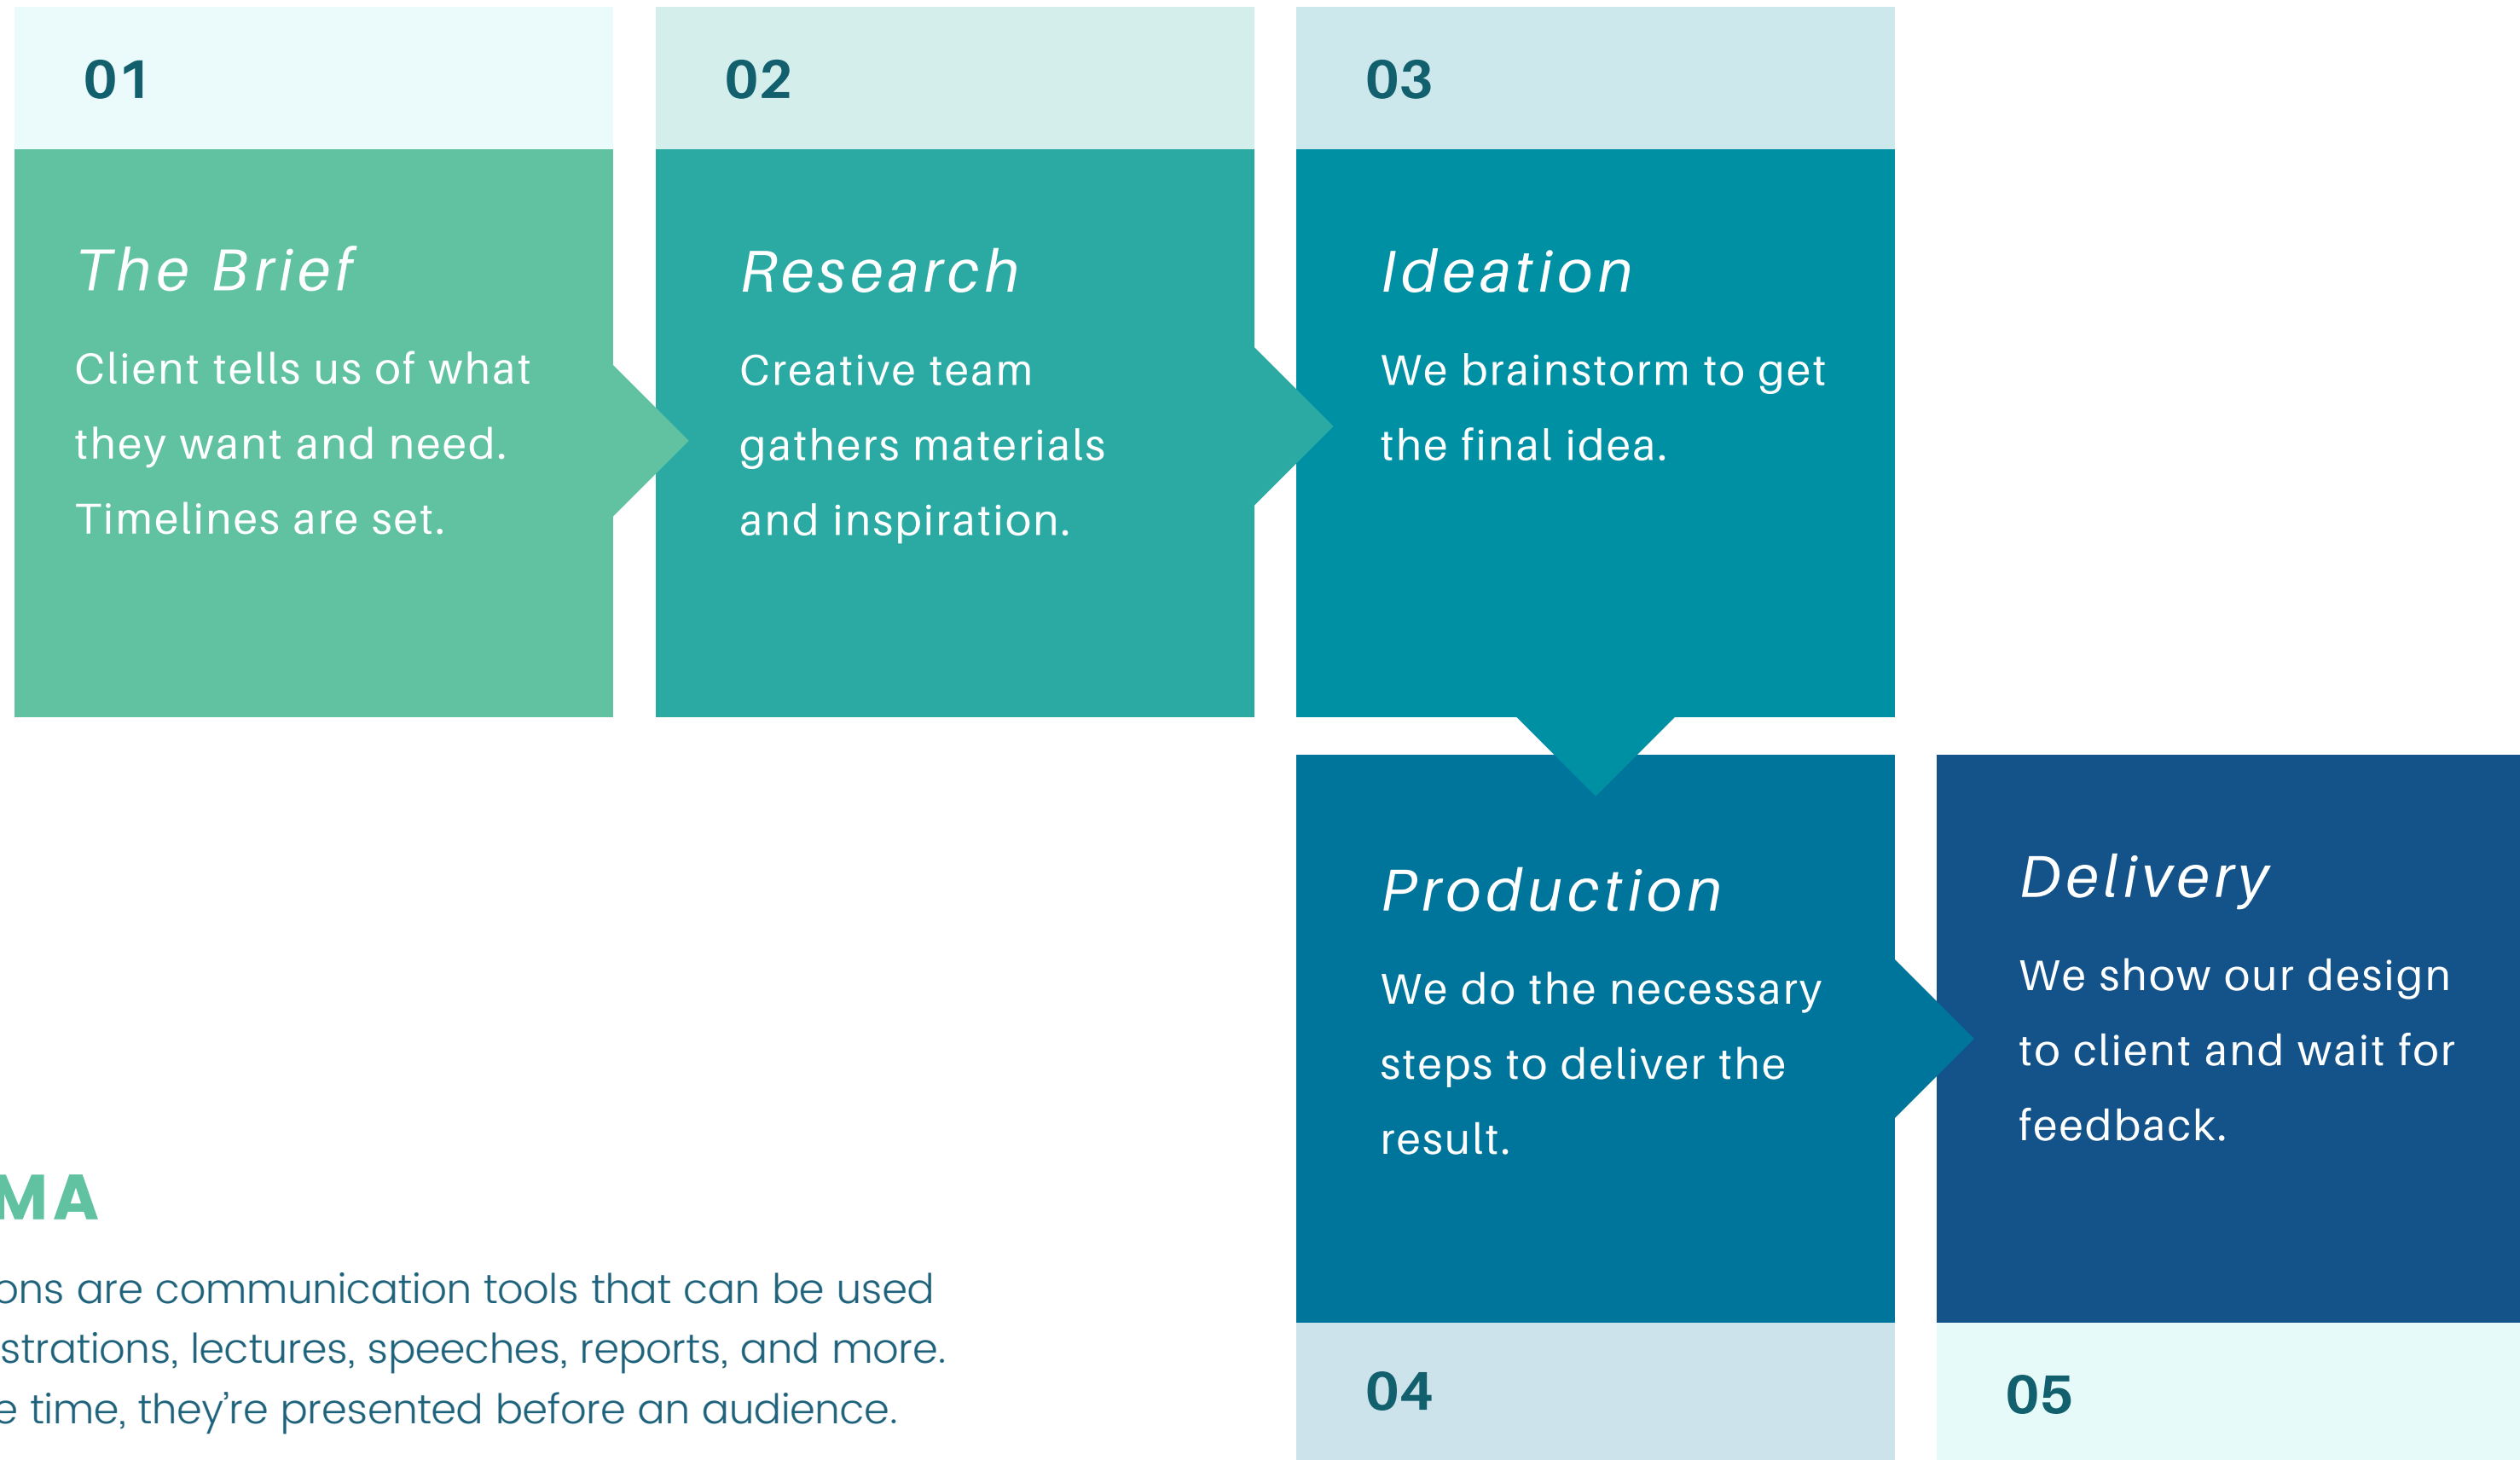 01
The Brief
Client tells us of what
they want and need.
Timelines are set.
02
Research
Creative team
gathers materials
and inspiration.
03
Ideation
We brainstorm to get
the final idea.
Production
We do the necessary
steps to deliver the
result.
04
Delivery
We show our design
to client and wait for
feedback.
05
MA
ons are communication tools that can be used
strations, lectures, speeches, reports, and more.
e time, they’re presented before an audience.